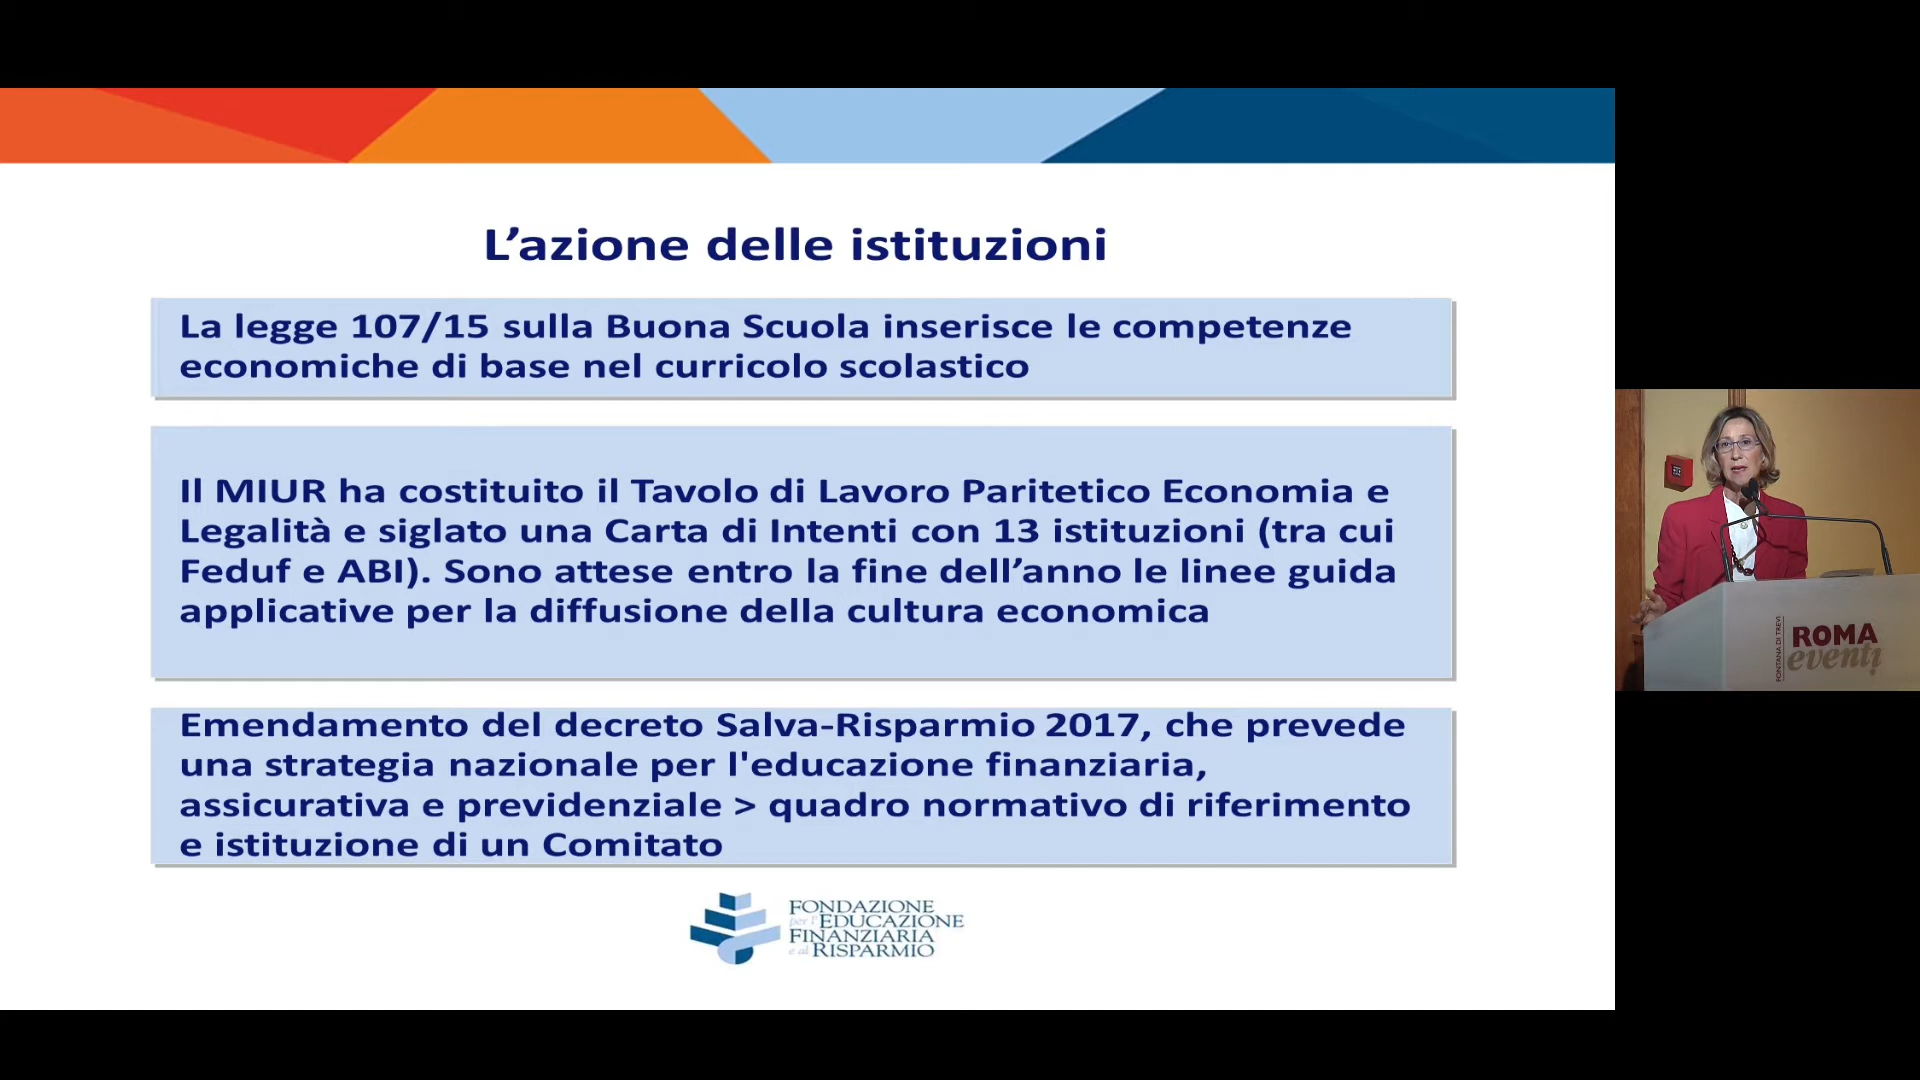 L’azione delle istituzioni
La legge 107/15 sulla Buona Scuola inserisce le competenze
economiche di base nel curricolo scolastico
Il MIUR ha costituito il Tavolo di Lavoro Paritetico Economia e
Legalità e siglato una Carta di Intenti con 13 istituzioni (tra cui
Feduf e ABI). Sono attese entro la fine dell’anno le linee guida
applicative per la diffusione della cultura economica
Emendamento del decreto Salva-Risparmio 2017, che prevede
una strategia nazionale per l'educazione finanziaria,
assicurativa e previdenziale > quadro normativo di riferimento
e istituzione di un Comitato
FONDAZIONE
per l'EDUCAZIONE
FINANZIARIA
e al RISPARMIO
FONTANA DI TREVI
ROMA
eventi